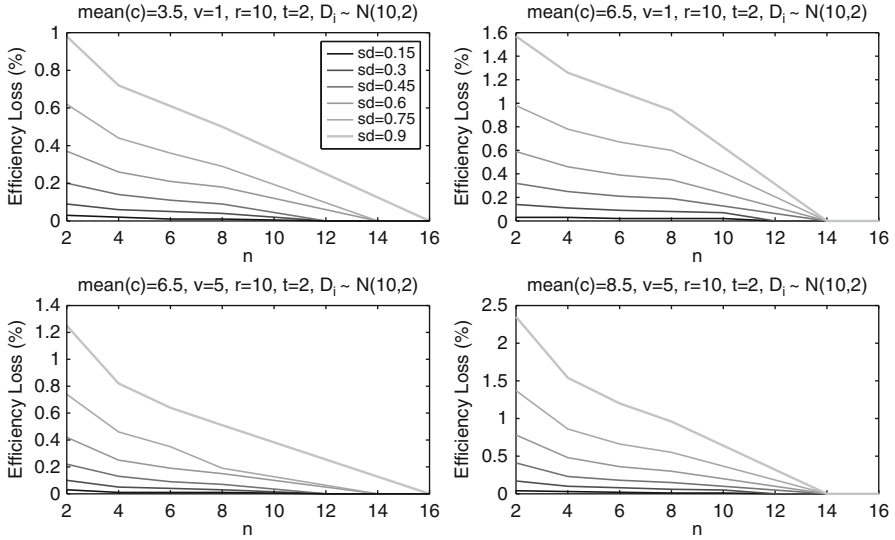 mean(c)=3.5, v=1, r=10, t=2, D_i ~ N(10,2)
1
0.8
0.6
0.4
0.2
0
Efficiency Loss (%)
2 4 6 8 10 12 14 16
n
sd=0.15
sd=0.3
sd=0.45
sd=0.6
sd=0.75
sd=0.9
mean(c)=6.5, v=1, r=10, t=2, D_i ~ N(10,2)
1.6
1.4
1.2
1
0.8
0.6
0.4
0.2
0
Efficiency Loss (%)
2 4 6 8 10 12 14 16
n
mean(c)=6.5, v=5, r=10, t=2, D_i ~ N(10,2)
1.4
1.2
1
0.8
0.6
0.4
0.2
0
Efficiency Loss (%)
2 4 6 8 10 12 14 16
n
mean(c)=8.5, v=5, r=10, t=2, D_i ~ N(10,2)
2.5
2
1.5
1
0.5
0
Efficiency Loss (%)
2 4 6 8 10 12 14 16
n